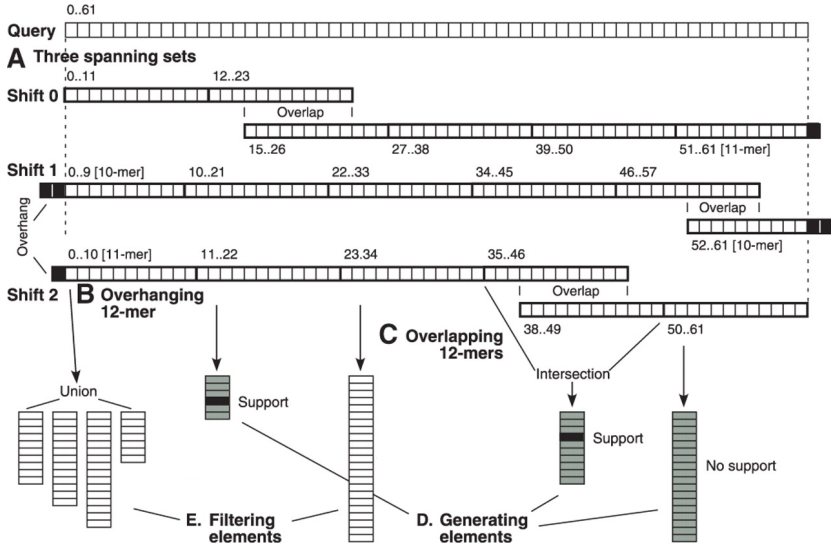 0..61
Query
A Three spanning sets
0..11 12..23
Shift 0
Overlap
15..26 27..38 39..50 51..61 [11-mer]
Shift 1
0..9 [10-mer] 10..21 22..33 34..45 46..57
Overhang
Overlap
52..61 [10-mer]
0..10 [11-mer] 11..22 23.34 35..46
Shift 2
B Overhanging
12-mer
Overlap
38..49 50..61
C Overlapping
12-mers
Intersection
Union
Support
Support
No support
E. Filtering
elements
D. Generating
elements